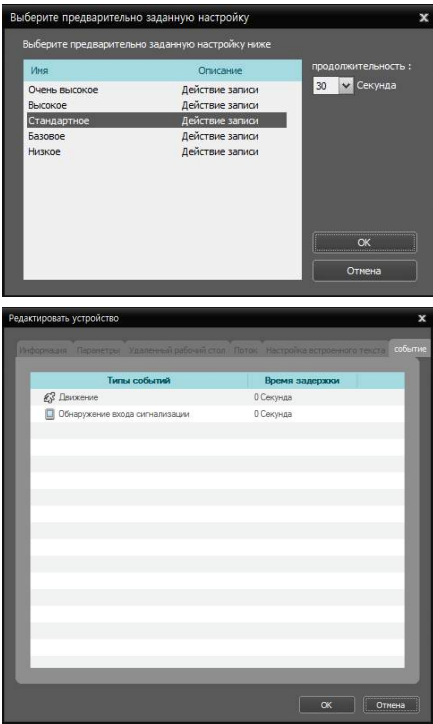 Выберите предварительно заданную настройку x
Выберите предварительно заданную настройку ниже
Имя Описание
Очень высокое Действие записи
Высокое Действие записи
Стандартное Действие записи
Базовое Действие записи
Низкое Действие записи
продолжительность :
30 Секунда
OK
Отмена
Редактировать устройство x
Информация Параметры Удаленный рабочий стол Поток Настройка встроенного текста событие
Типы событий Время задержки
Движение 0 Секунда
Обнаружение входа сигнализации 0 Секунда
OK Отмена